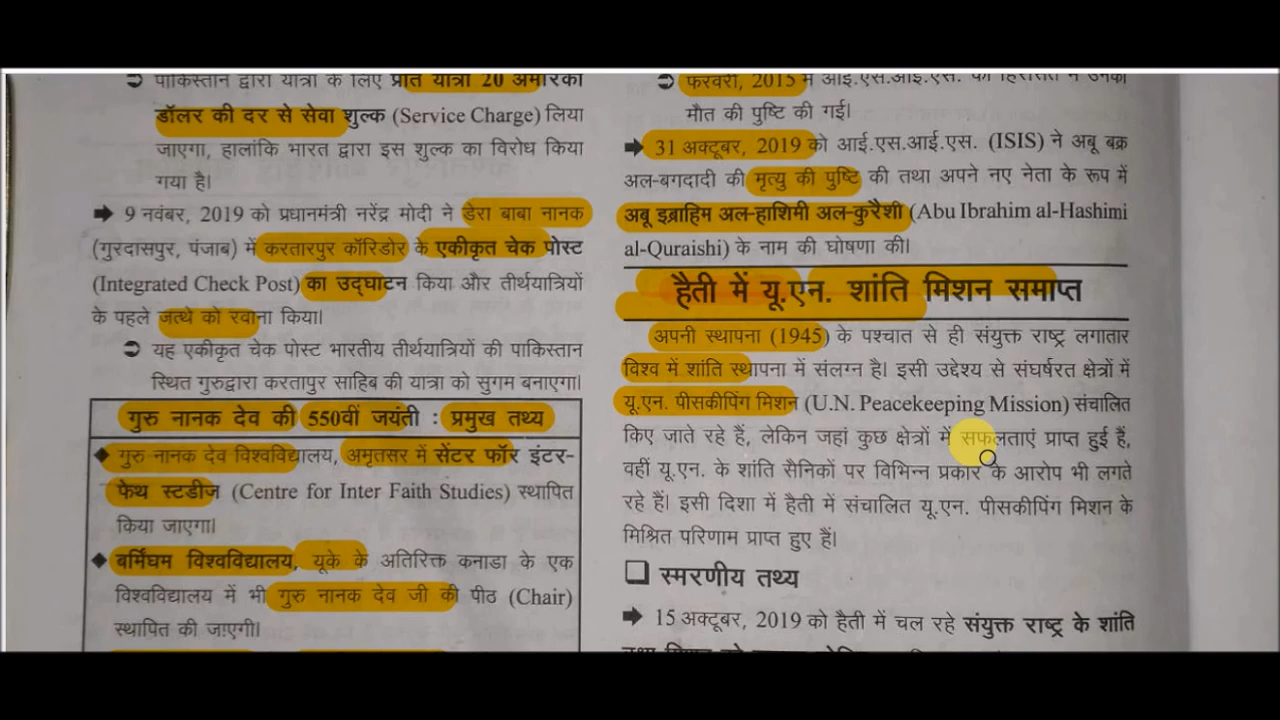 पाकिस्तान द्वारा यात्रा के लिए प्रति यात्री 20 अमेरिकी
डॉलर की दर से सेवा शुल्क (Service Charge) लिया
जाएगा, हालांकि भारत द्वारा इस शुल्क का विरोध किया
गया है।
➡ 9 नवंबर, 2019 को प्रधानमंत्री नरेंद्र मोदी ने डेरा बाबा नानक
(गुरदासपुर, पंजाब) में करतारपुर कॉरिडोर के एकीकृत चेक पोस्ट
(Integrated Check Post) का उद्घाटन किया और तीर्थयात्रियों
के पहले जत्थे को रवाना किया।
➲ यह एकीकृत चेक पोस्ट भारतीय तीर्थयात्रियों की पाकिस्तान
स्थित गुरुद्वारा करतापुर साहिब की यात्रा को सुगम बनाएगा।
गुरु नानक देव की 550वीं जयंती : प्रमुख तथ्य
◆ गुरु नानक देव विश्वविद्यालय, अमृतसर में सेंटर फॉर इंटर-
फेथ स्टडीज (Centre for Inter Faith Studies) स्थापित
किया जाएगा।
◆ बर्मिंघम विश्वविद्यालय, यूके के अतिरिक्त कनाडा के एक
विश्वविद्यालय में भी गुरु नानक देव जी की पीठ (Chair)
स्थापित की जाएगी।
➲ फरवरी, 2015 में आई.एस.आई.एस. की हिरासत में उनकी
मौत की पुष्टि की गई।
➡ 31 अक्टूबर, 2019 को आई.एस.आई.एस. (ISIS) ने अबू बक्र
अल-बगदादी की मृत्यु की पुष्टि की तथा अपने नए नेता के रूप में
अबू इब्राहिम अल-हाशिमी अल-कुरैशी (Abu Ibrahim al-Hashimi
al-Quraishi) के नाम की घोषणा की।
हैती में यू.एन. शांति मिशन समाप्त
अपनी स्थापना (1945) के पश्चात से ही संयुक्त राष्ट्र लगातार
विश्व में शांति स्थापना में संलग्न है। इसी उद्देश्य से संघर्षरत क्षेत्रों में
यू.एन. पीसकीपिंग मिशन (U.N. Peacekeeping Mission) संचालित
किए जाते रहे हैं, लेकिन जहां कुछ क्षेत्रों में सफलताएं प्राप्त हुई हैं,
वहीं यू.एन. के शांति सैनिकों पर विभिन्न प्रकार के आरोप भी लगते
रहे हैं। इसी दिशा में हैती में संचालित यू.एन. पीसकीपिंग मिशन के
मिश्रित परिणाम प्राप्त हुए हैं।
❑ स्मरणीय तथ्य
➡ 15 अक्टूबर, 2019 को हैती में चल रहे संयुक्त राष्ट्र के शांति